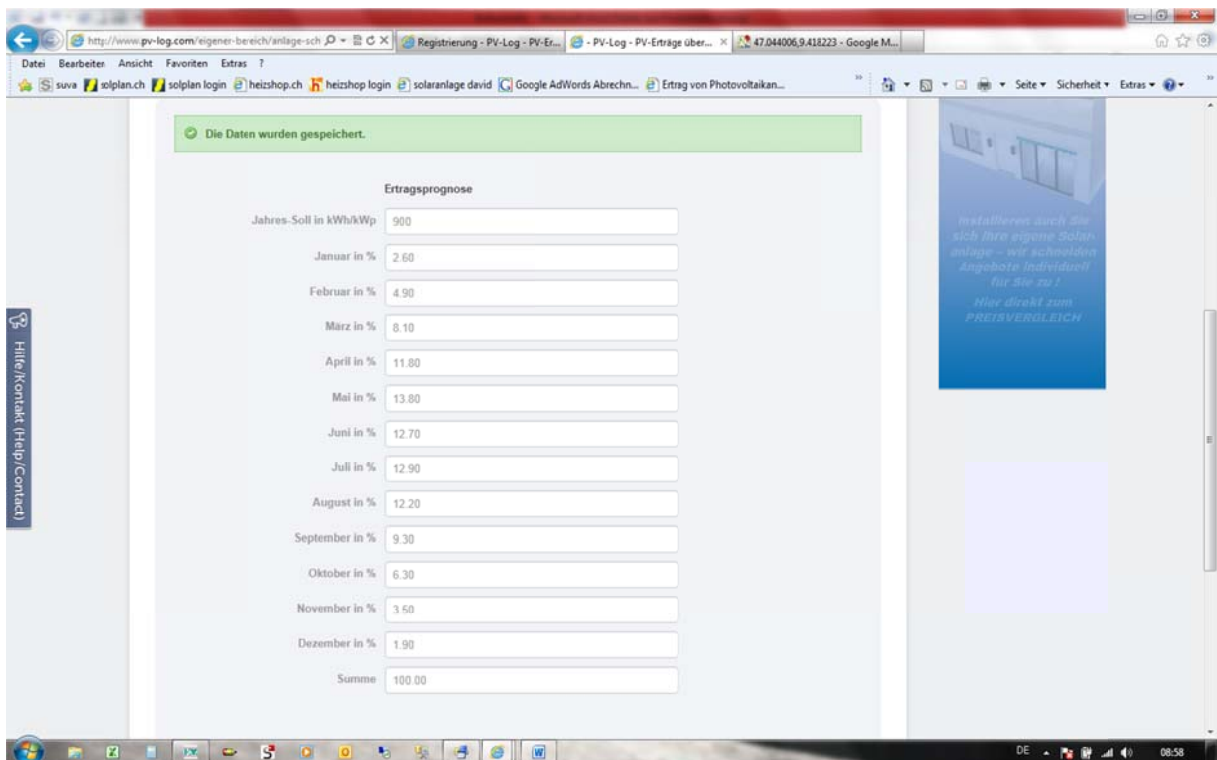 http://www.pv-log.com/eigener-bereich/anlage-sch
Registrierung - PV-Log - PV-Er...
- PV-Log - PV-Erträge über...
47.044006,9.418223 - Google M...
Datei Bearbeiten Ansicht Favoriten Extras ?
suva solplan.ch solplan login heizshop.ch heizshop login solaranlage david Google AdWords Abrechn... Ertrag von Photovoltaikan... Seite Sicherheit Extras
Die Daten wurden gespeichert.
Ertragsprognose
Jahres-Soll in kWh/kWp 900
Januar in % 2.60
Februar in % 4.90
März in % 8.10
April in % 11.80
Mai in % 13.80
Juni in % 12.70
Juli in % 12.90
August in % 12.20
September in % 9.30
Oktober in % 6.30
November in % 3.50
Dezember in % 1.90
Summe 100.00
Installieren auch Sie
sich Ihre eigene Solar-
anlage – wir schneiden
Angebote individuell
für Sie zu !
Hier direkt zum
PREISVERGLEICH
Hilfe/Kontakt (Help/Contact)
DE 08:58